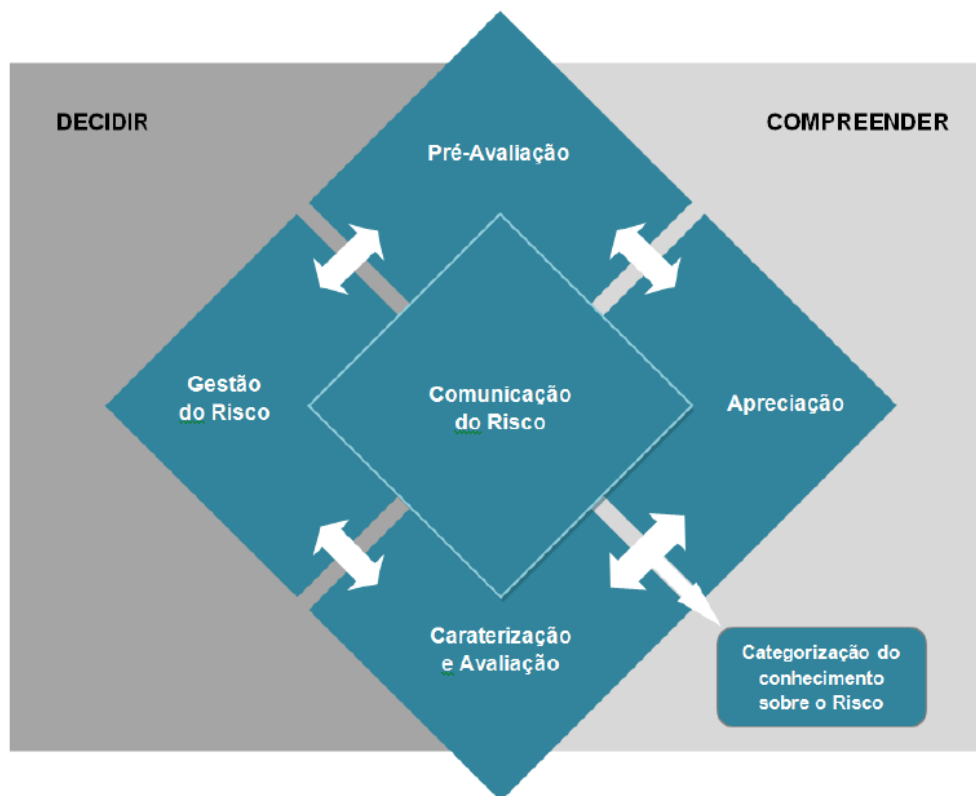 DECIDIR
COMPREENDER
Pré-Avaliação
Gestão
do Risco
Comunicação
do Risco
Apreciação
Caraterização
e Avaliação
Categorização do
conhecimento
sobre o Risco